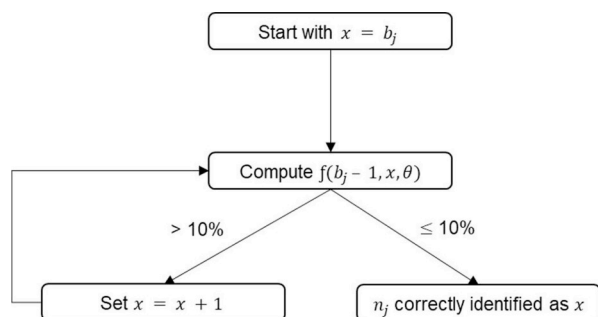 Start with x = b_j
Compute f(b_j – 1, x, θ)
> 10%
≤ 10%
Set x = x + 1
n_j correctly identified as x